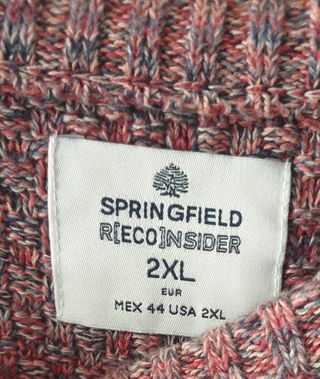 SPRINGFIELD
R[ECO]NSIDER
2XL
EUR
MEX 44 USA 2XL